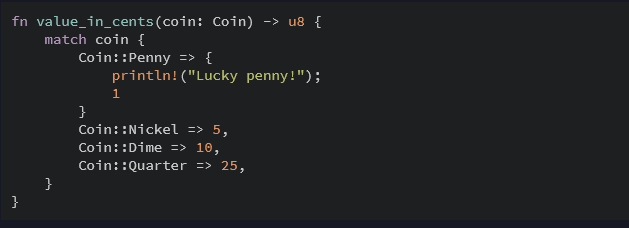 fn value_in_cents(coin: Coin) -> u8 {
    match coin {
        Coin::Penny => {
            println!("Lucky penny!");
            1
        }
        Coin::Nickel => 5,
        Coin::Dime => 10,
        Coin::Quarter => 25,
    }
}